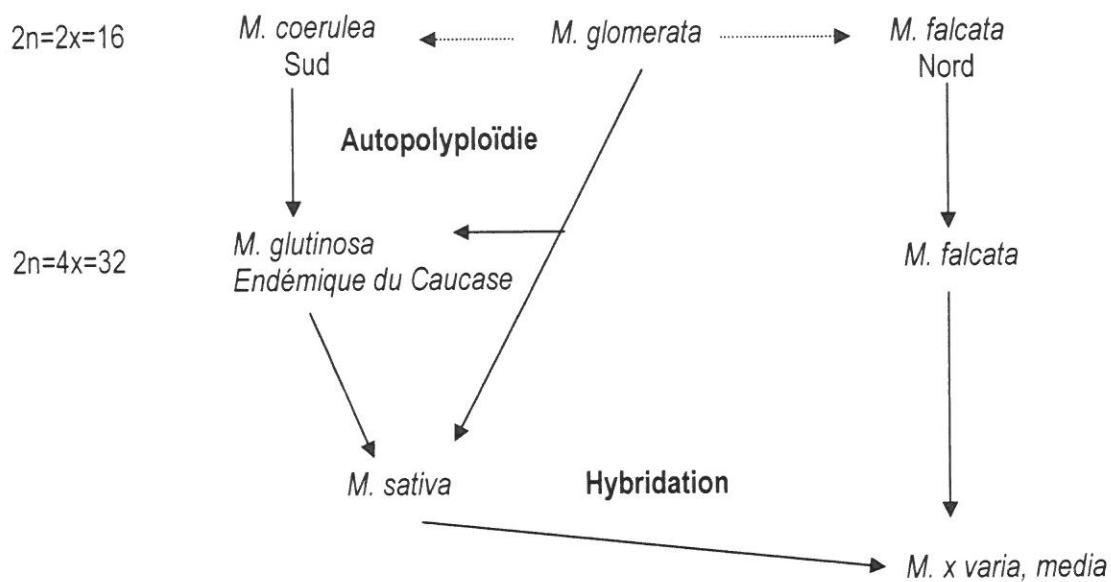 2n=2x=16
M. coerulea
Sud
M. glomerata
M. falcata
Nord
Autopolyploïdie
2n=4x=32
M. glutinosa
Endémique du Caucase
M. falcata
M. sativa
Hybridation
M. x varia, media